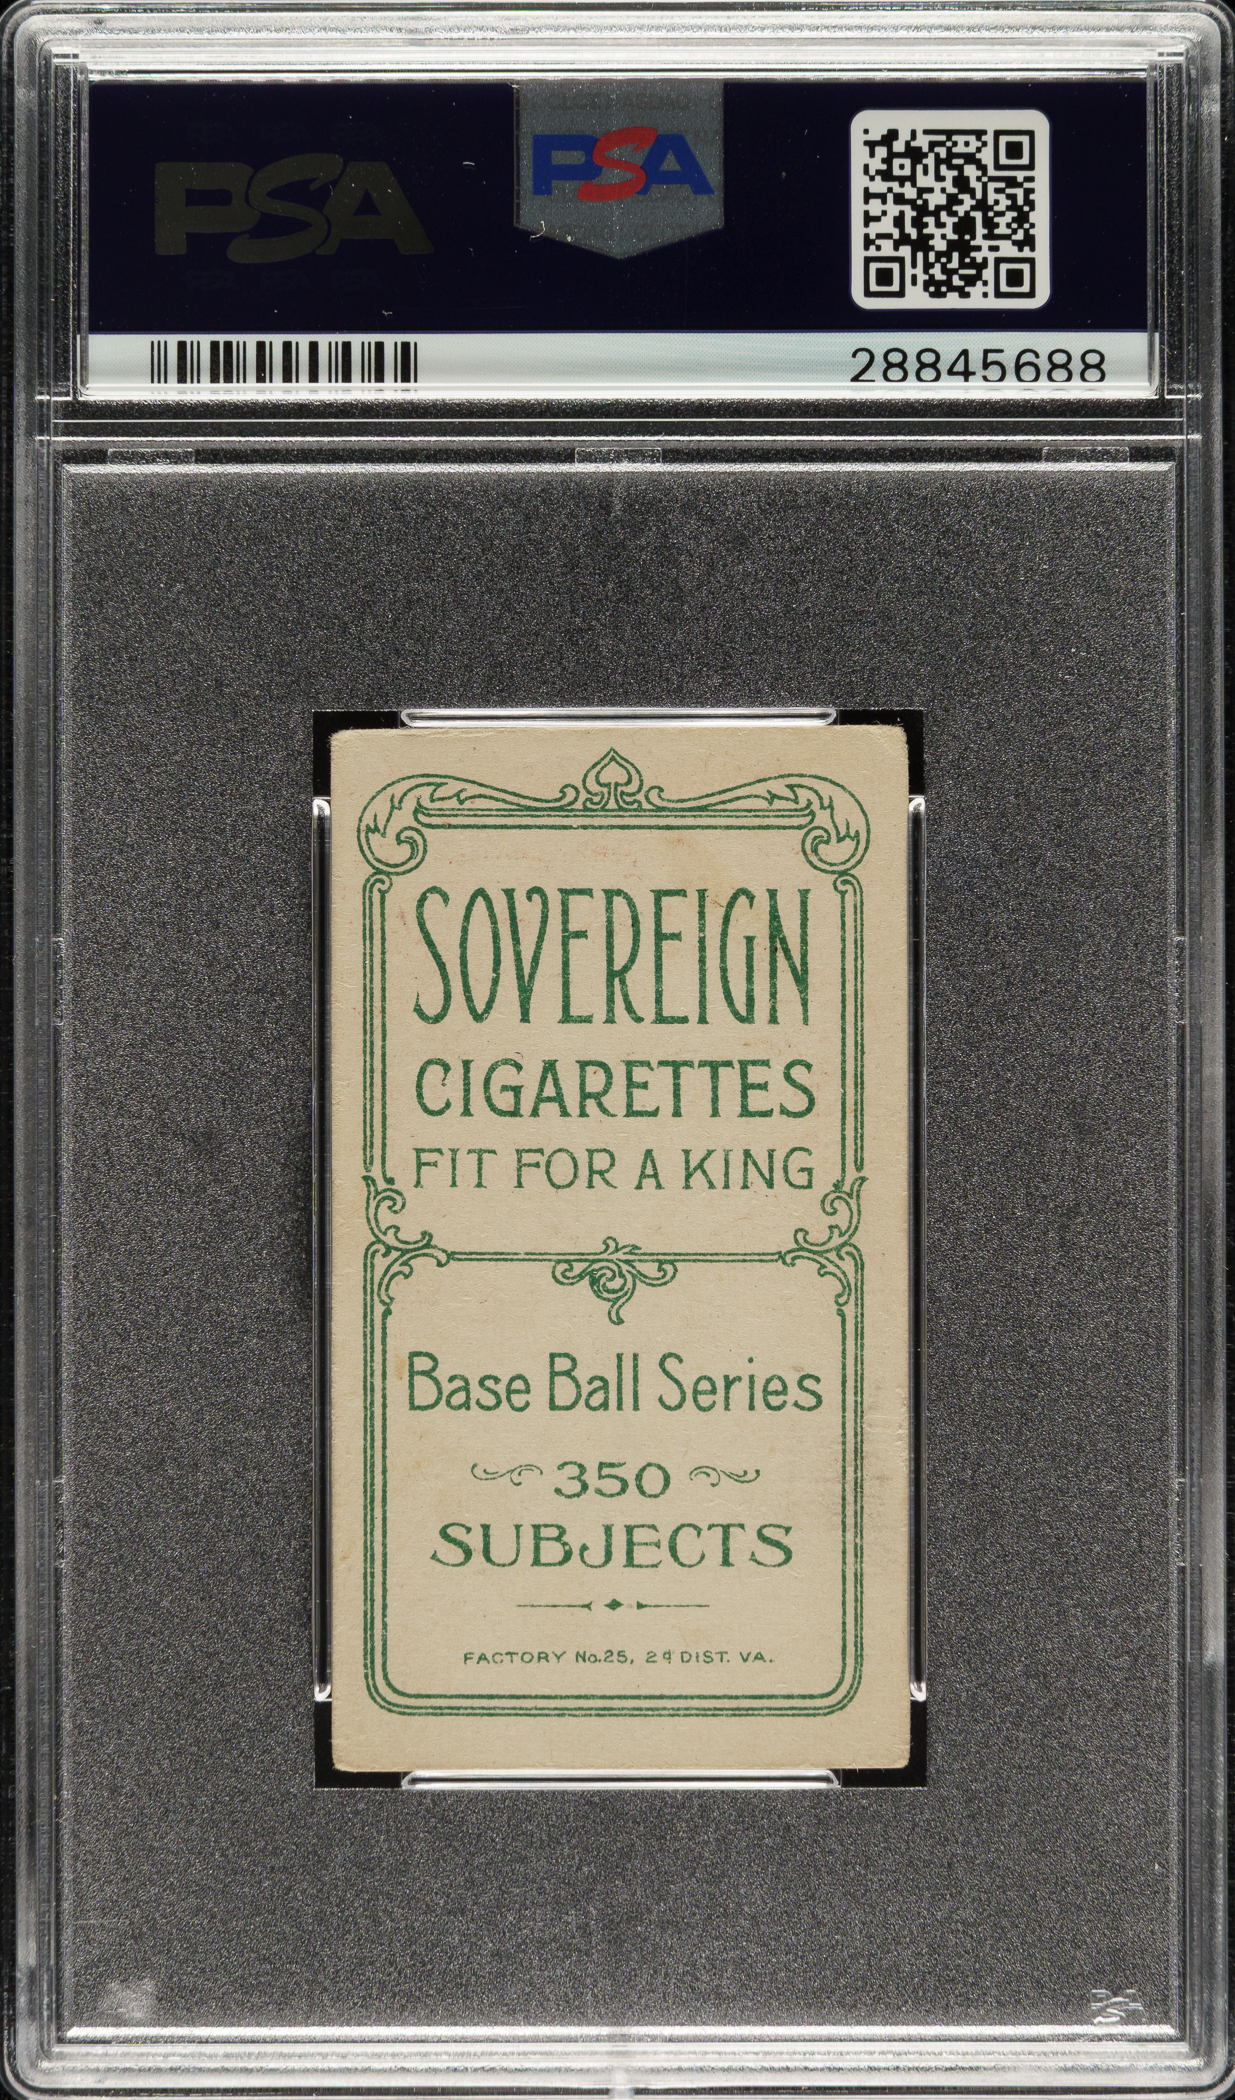 PSA
PSA
28845688
SOVEREIGN
CIGARETTES
FIT FOR A KING
Base Ball Series
350
SUBJECTS
FACTORY No.25, 2d DIST. VA.